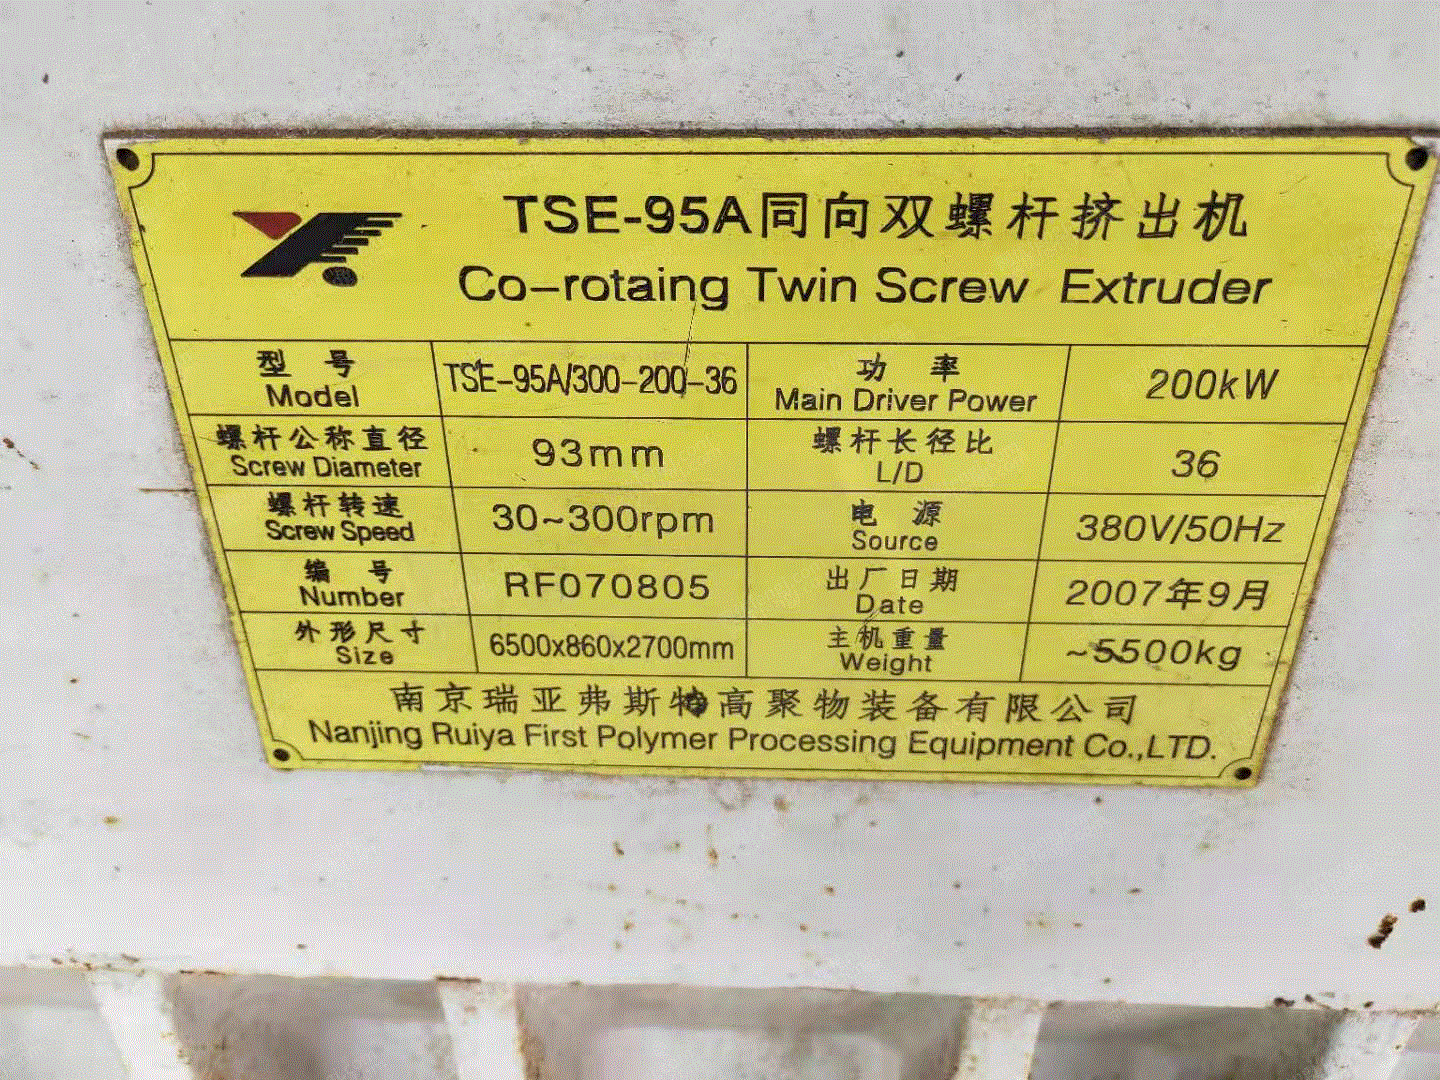 TSE-95A同向双螺杆挤出机
Co-rotaing Twin Screw Extruder
型 号 TSE-95A/300-200-36 功 率 200kW
Model Main Driver Power
螺杆公称直径 93mm 螺杆长径比 36
Screw Diameter L/D
螺杆转速 30~300rpm 电 源 380V/50Hz
Screw Speed Source
编 号 RF070805 出厂日期 2007年9月
Number Date
外形尺寸 6500x860x2700mm 主机重量 ~5500kg
Size Weight
南京瑞亚弗斯特高聚物装备有限公司
Nanjing Ruiya First Polymer Processing Equipment Co.,LTD.